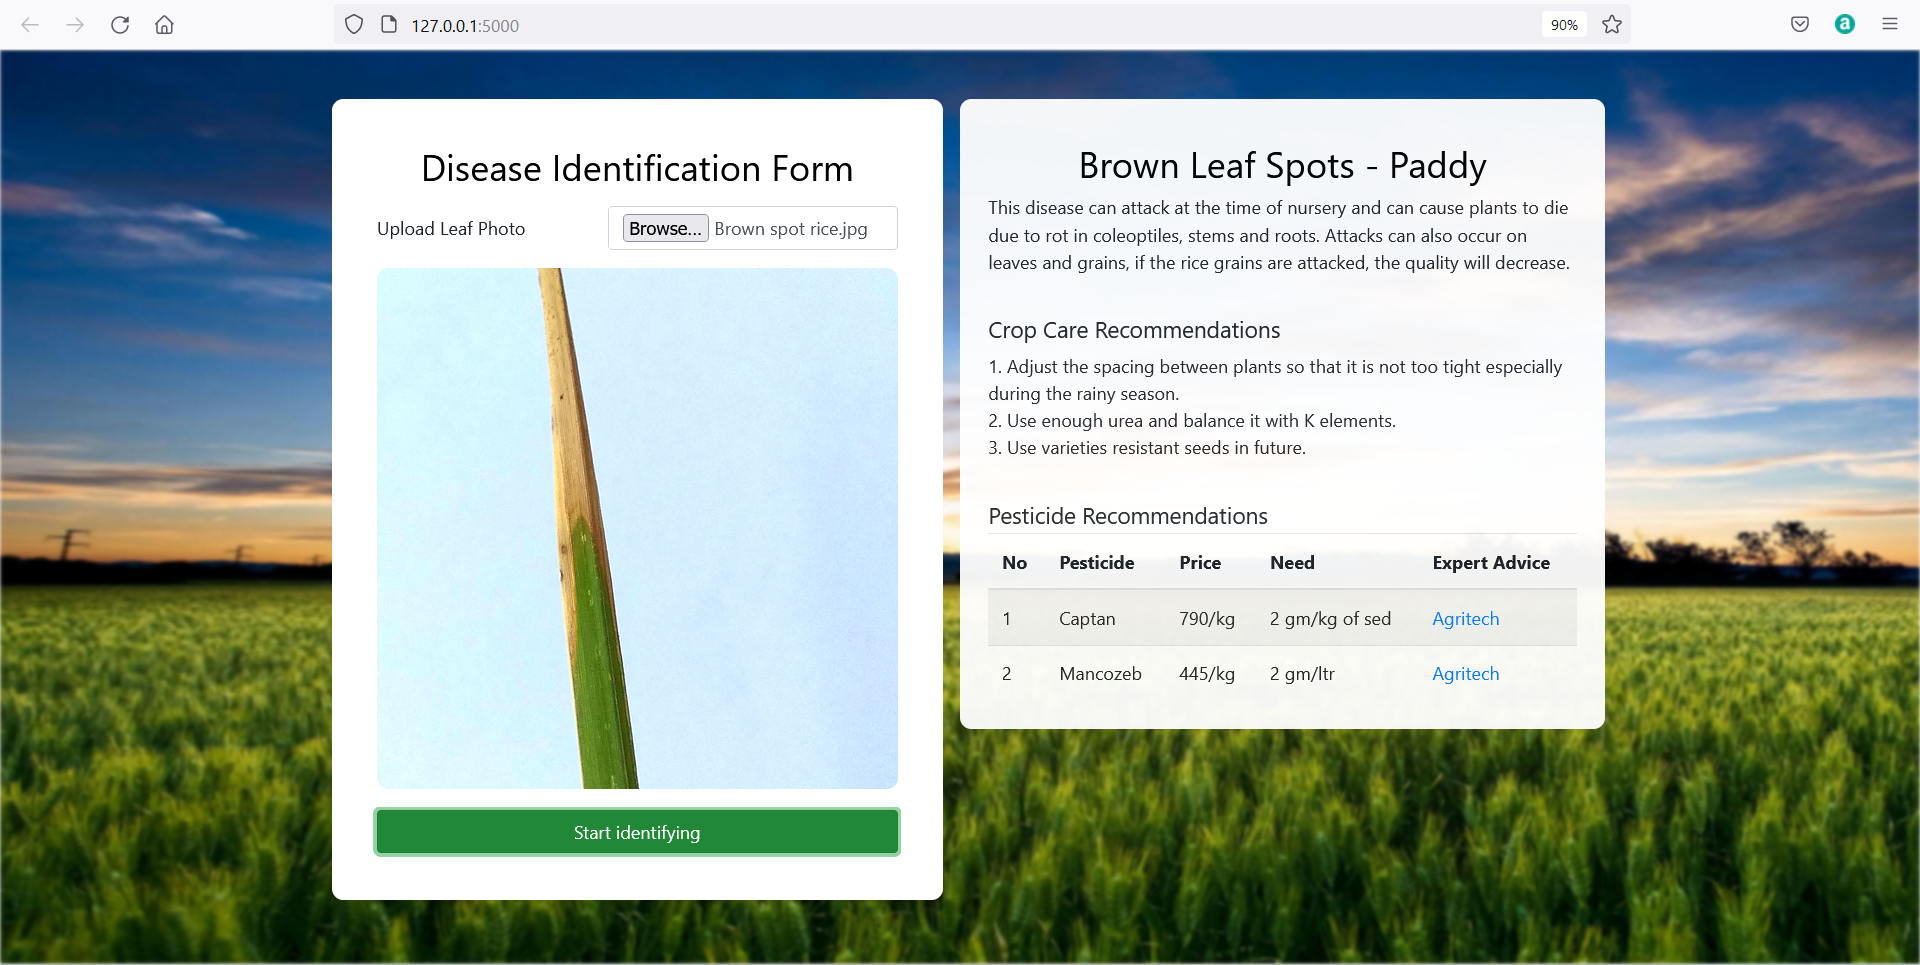 127.0.0.1:5000
90%
Disease Identification Form
Upload Leaf Photo
Browse... Brown spot rice.jpg
Start identifying
Brown Leaf Spots - Paddy
This disease can attack at the time of nursery and can cause plants to die
due to rot in coleoptiles, stems and roots. Attacks can also occur on
leaves and grains, if the rice grains are attacked, the quality will decrease.
Crop Care Recommendations
1. Adjust the spacing between plants so that it is not too tight especially
during the rainy season.
2. Use enough urea and balance it with K elements.
3. Use varieties resistant seeds in future.
Pesticide Recommendations
No Pesticide Price Need Expert Advice
1 Captan 790/kg 2 gm/kg of sed Agritech
2 Mancozeb 445/kg 2 gm/ltr Agritech